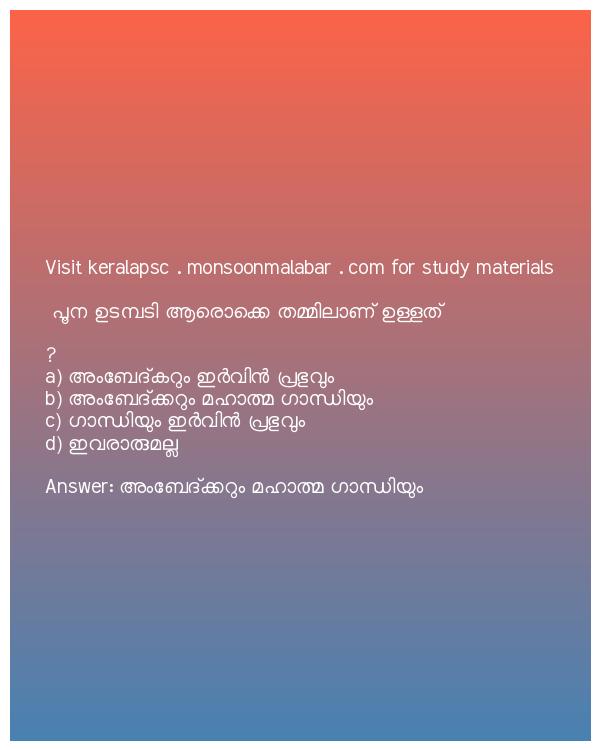 Visit keralapsc . monsoonmalabar . com for study materials
പൂന ഉടമ്പടി ആരൊക്കെ തമ്മിലാണ് ഉള്ളത്
?
a) അംബേദ്കറും ഇർവിൻ പ്രഭുവും
b) അംബേദ്ക്കറും മഹാത്മ ഗാന്ധിയും
c) ഗാന്ധിയും ഇർവിൻ പ്രഭുവും
d) ഇവരാരുമല്ല
Answer: അംബേദ്ക്കറും മഹാത്മ ഗാന്ധിയും